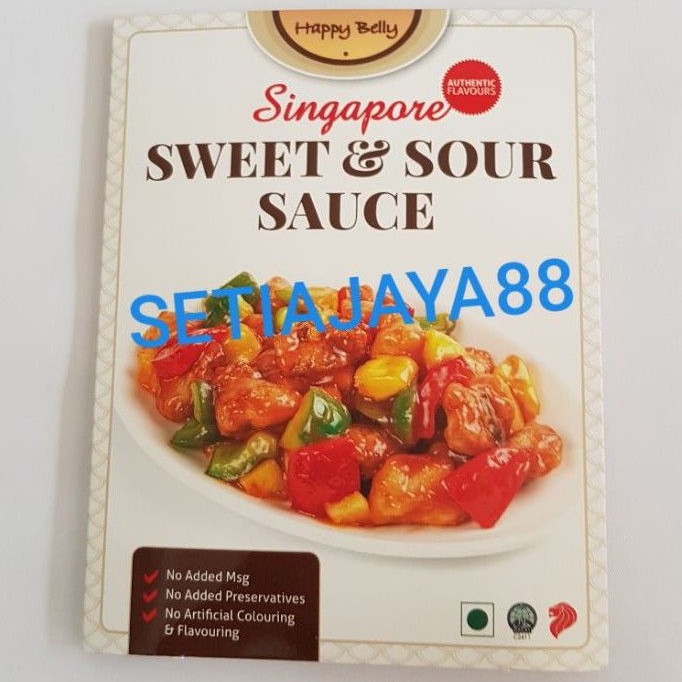 Happy Belly
AUTHENTIC
FLAVOURS
Singapore
SWEET & SOUR
SAUCE
SETIAJAYA88
No Added Msg
No Added Preservatives
No Artificial Colouring
& Flavouring